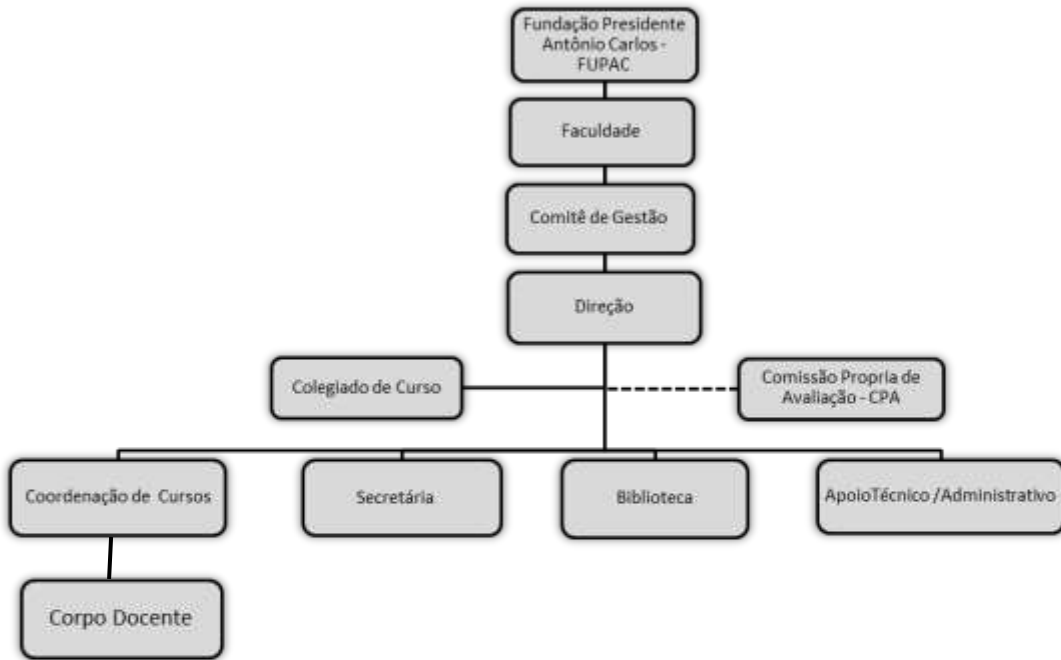 Fundação Presidente
Antônio Carlos -
FUPAC
Faculdade
Comitê de Gestão
Direção
Colegiado de Curso
Comissão Propria de
Avaliação - CPA
Coordenação de Cursos
Secretária
Biblioteca
ApoioTécnico /Administrativo
Corpo Docente